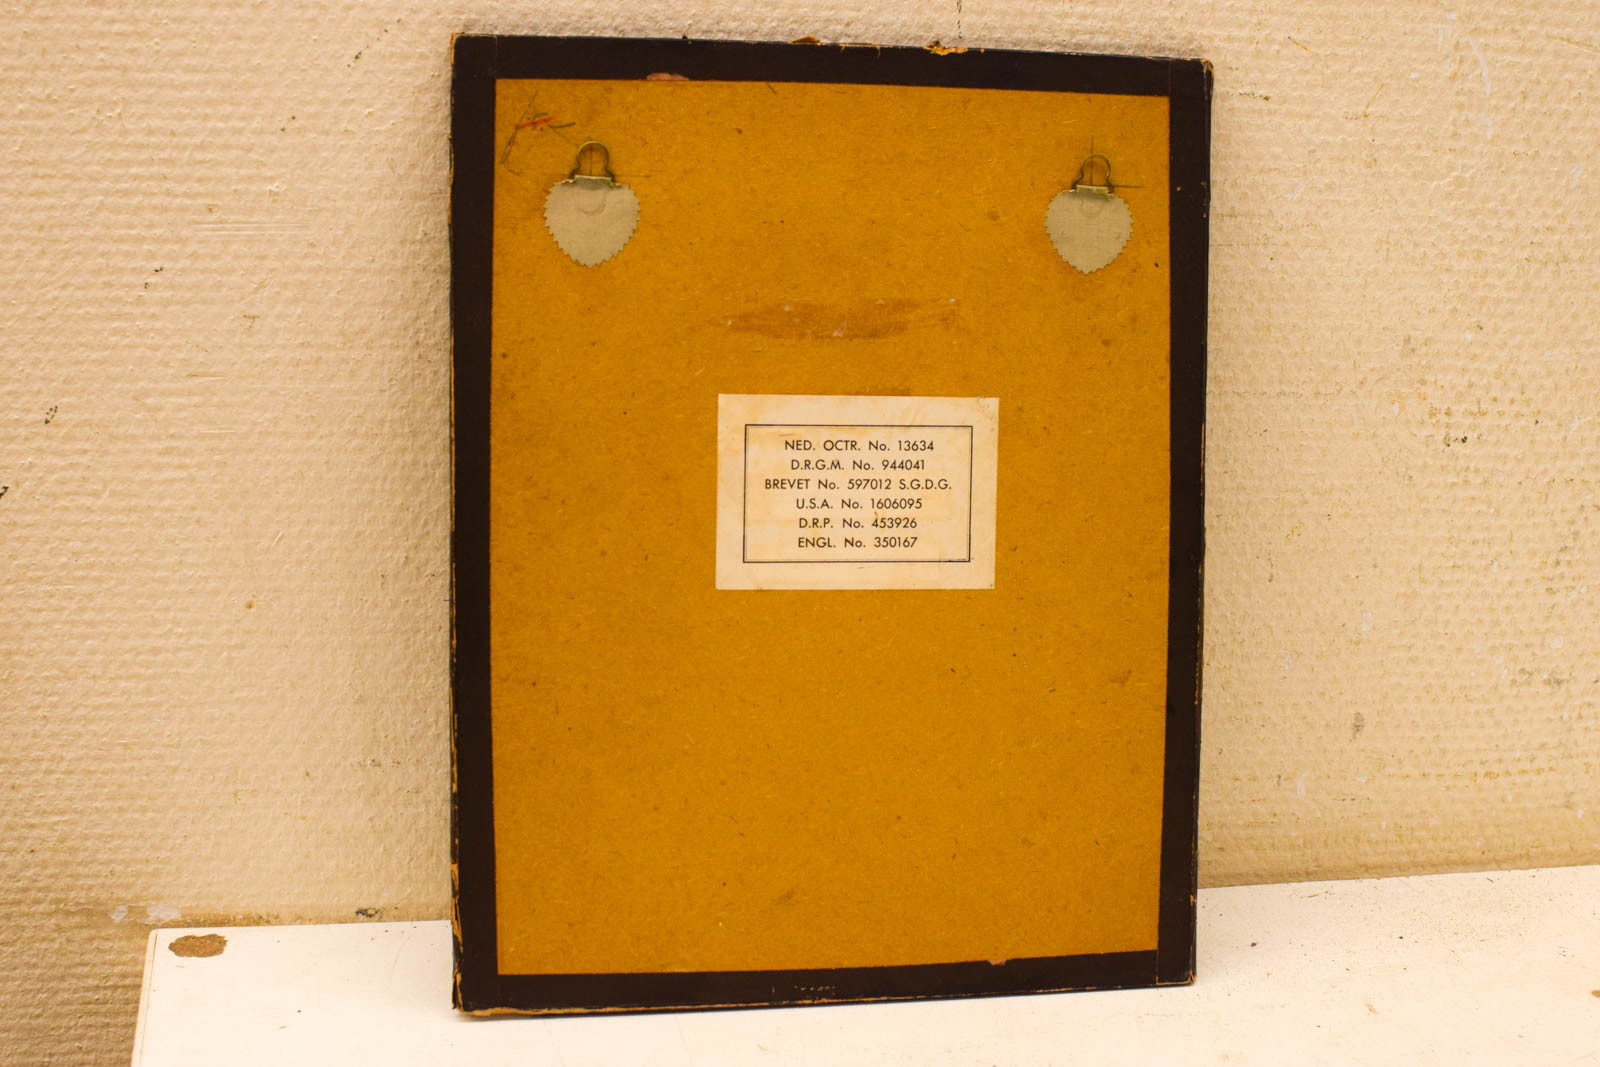 NED. OCTR. No. 13634
D.R.G.M. No. 944041
BREVET No. 597012 S.G.D.G.
U.S.A. No. 1606095
D.R.P. No. 453926
ENGL. No. 350167